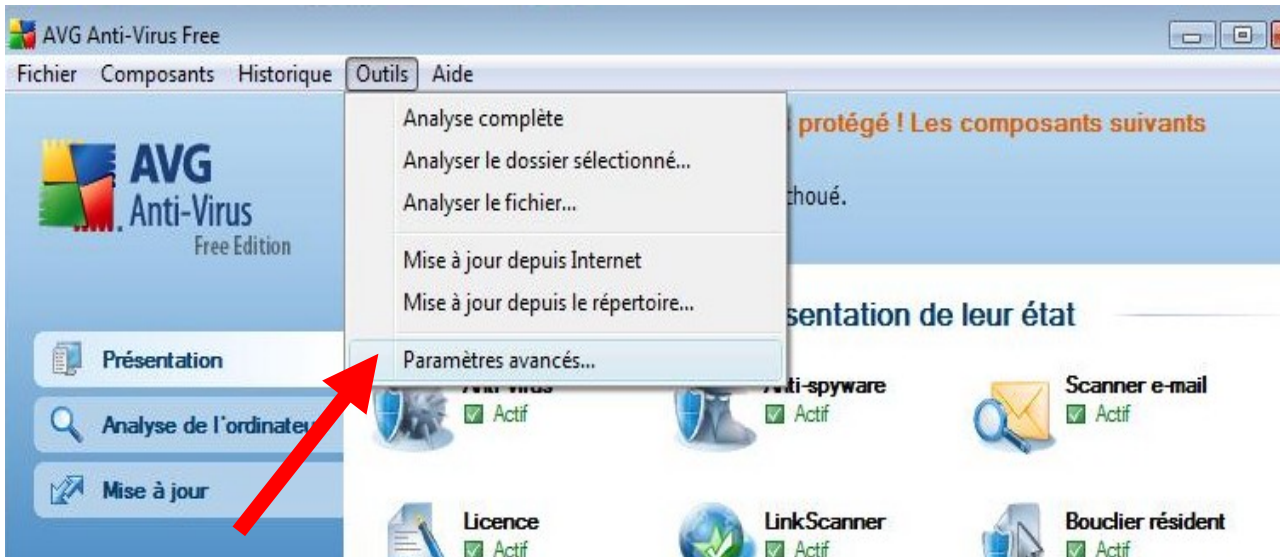 AVG Anti-Virus Free
Fichier Composants Historique Outils Aide
AVG
Anti-Virus
Free Edition
Analyse complète
Analyser le dossier sélectionné...
Analyser le fichier...
Mise à jour depuis Internet
Mise à jour depuis le répertoire...
Paramètres avancés...
protégé ! Les composants suivants
choué.
sentation de leur état
Présentation
Analyse de l'ordinateu
Mise à jour
Anti-virus
Actif
Anti-spyware
Actif
Scanner e-mail
Actif
Licence
Actif
LinkScanner
Actif
Bouclier résident
Actif